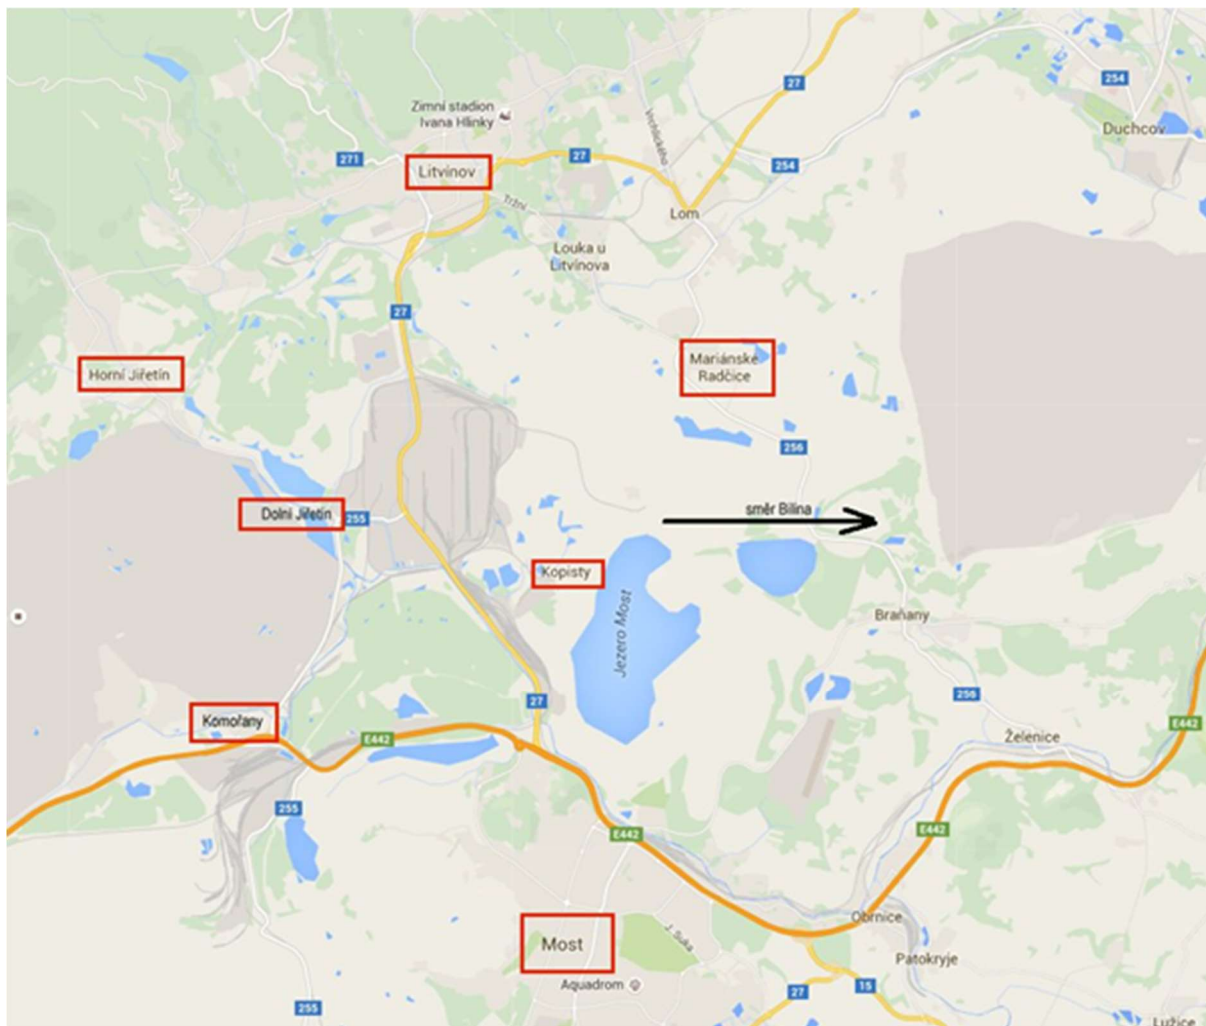 27
254
Duchcov
Zimní stadion
Ivana Hlinky
Vrchlického
271
Litvínov
27
254
Tržní
Lom
Louka u
Litvínova
27
Mariánské
Radčice
Horní Jiřetín
256
směr Bílina
Dolní Jiřetín
255
Kopisty
Jezero Most
Braňany
256
27
Komořany
E442
E442
Želenice
255
E442
E442
Obrnice
Most
J. Suka
Patokryje
Aquadrom
27
15
255
Lužice